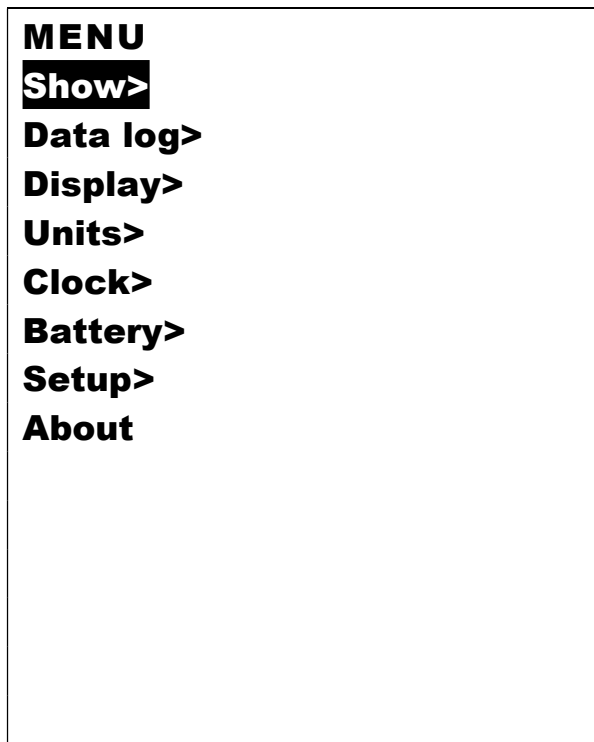 MENU
Show>
Data log>
Display>
Units>
Clock>
Battery>
Setup>
About